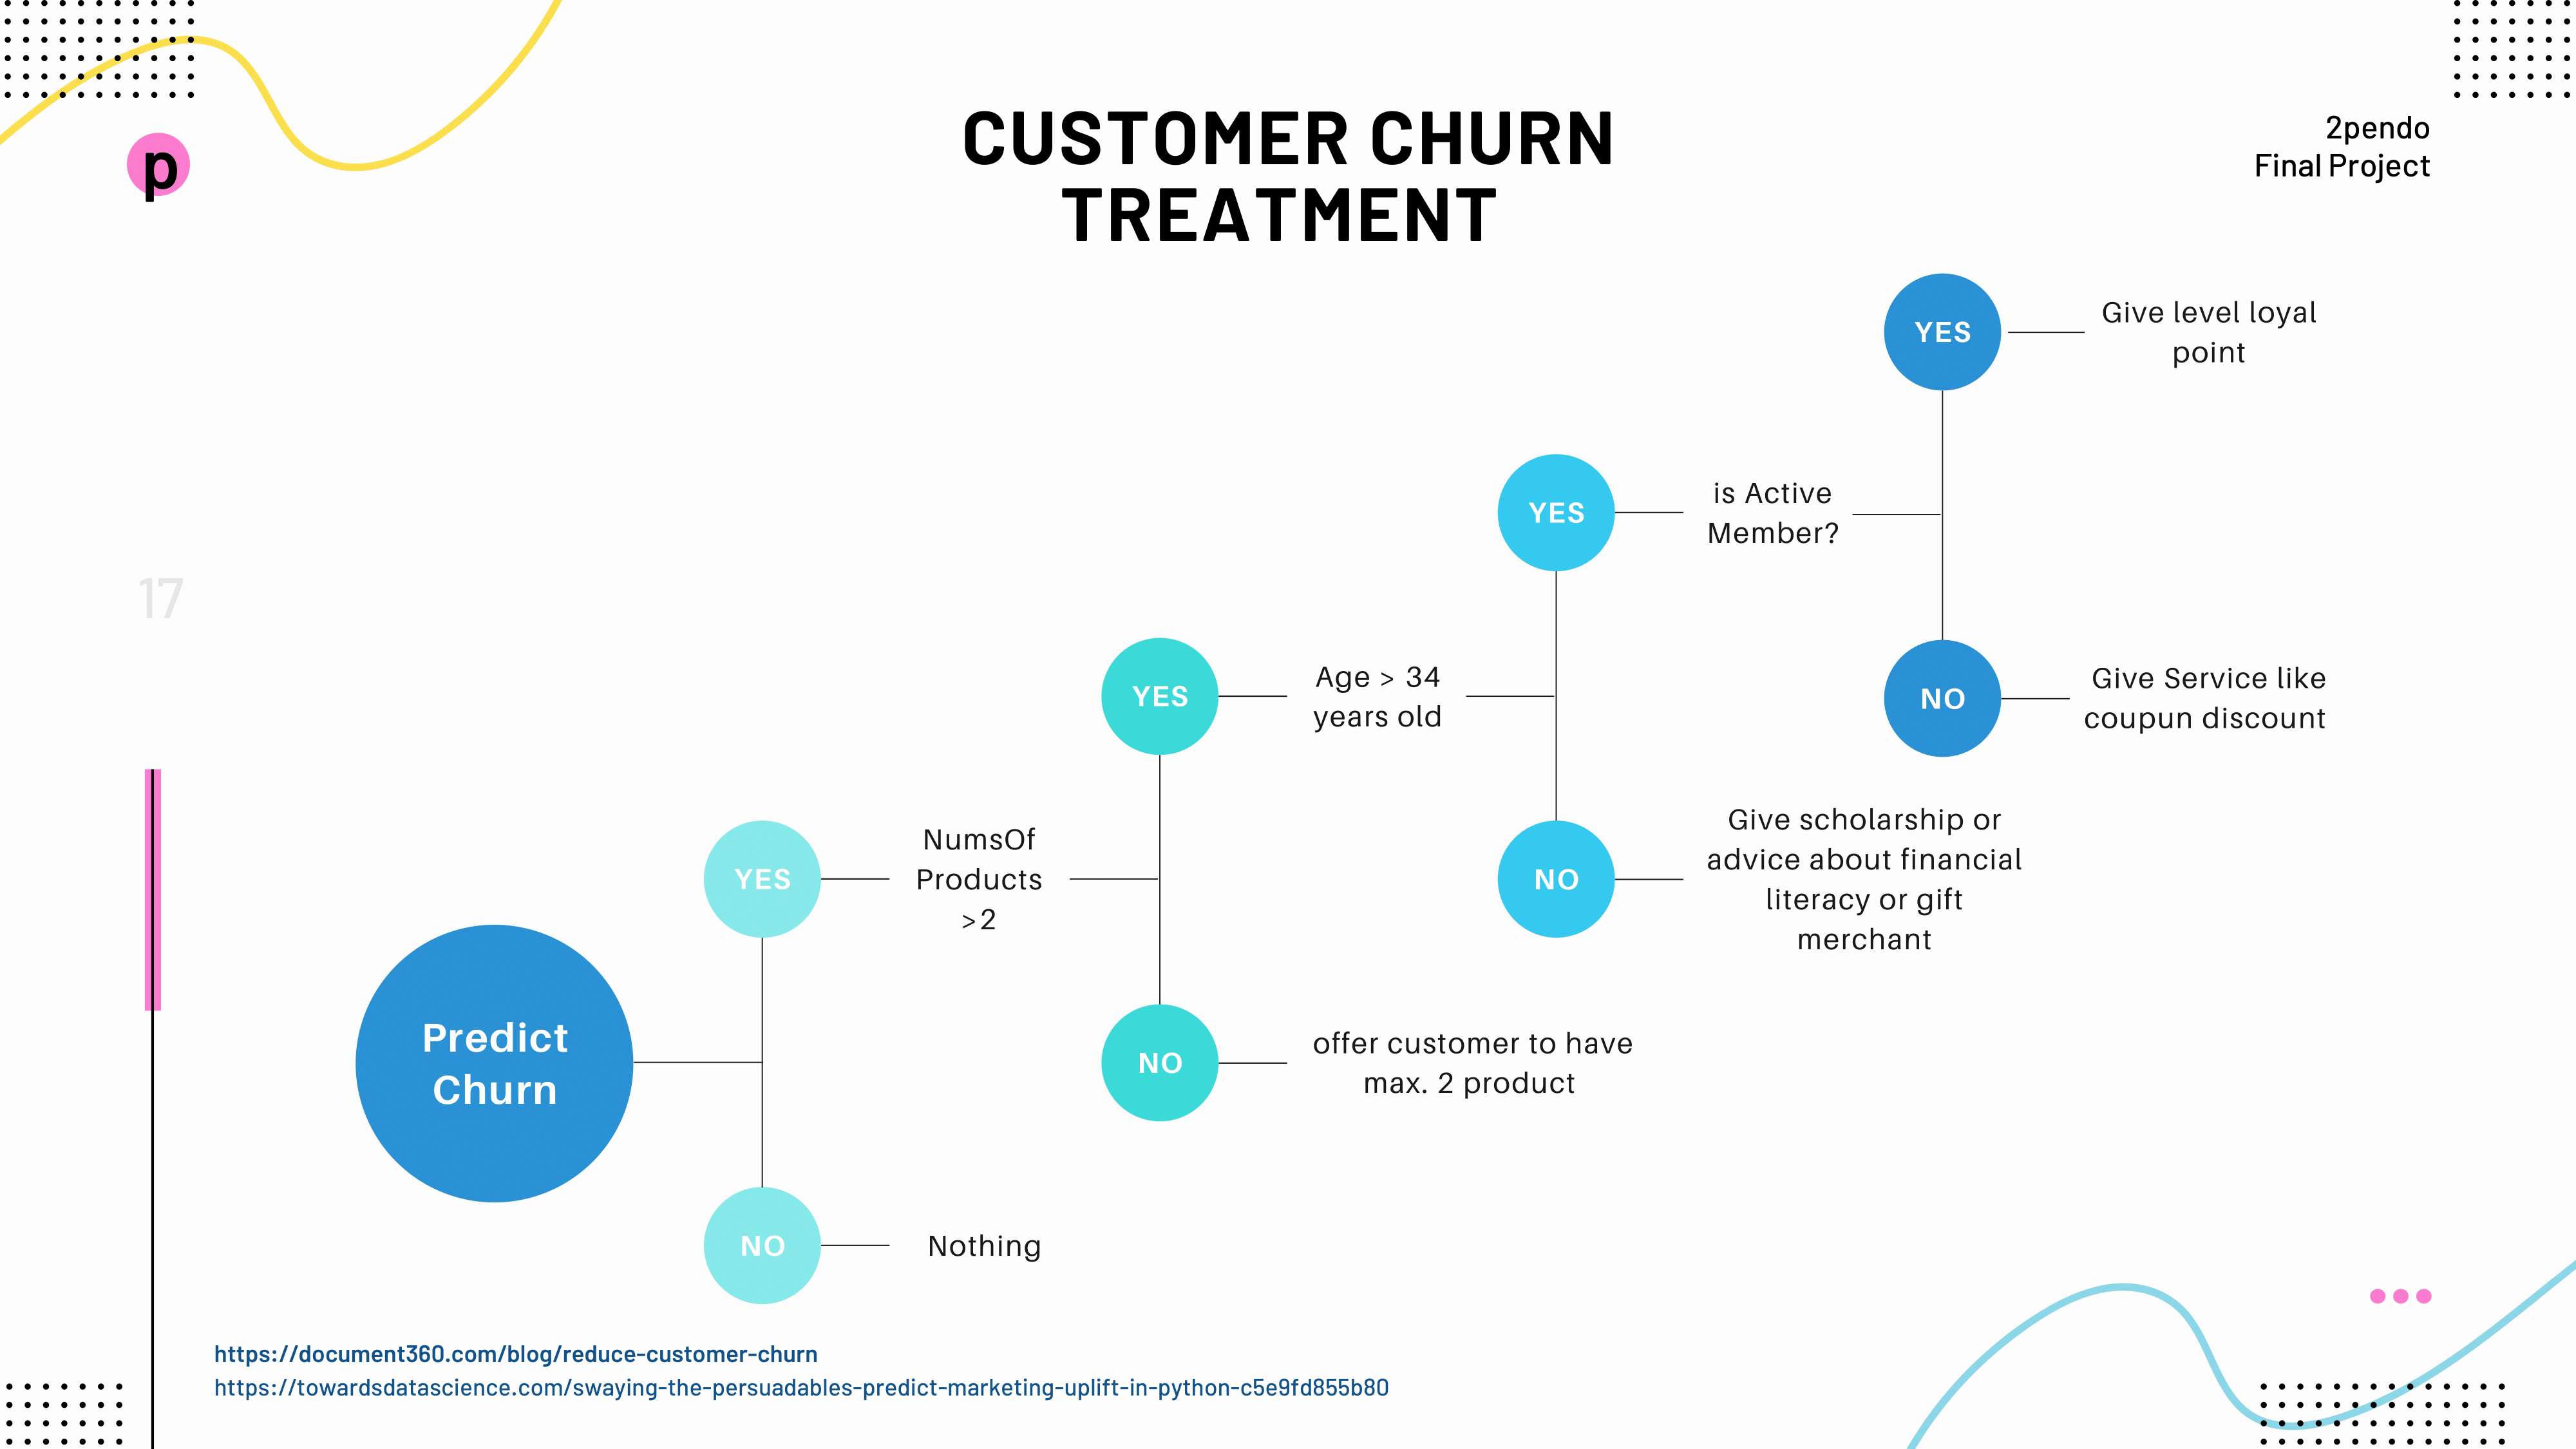 p
CUSTOMER CHURN
TREATMENT
2pendo
Final Project
YES
Give level loyal
point
YES
is Active
Member?
17
YES
Age > 34
years old
NO
Give Service like
coupun discount
YES
NumsOf
Products
>2
NO
Give scholarship or
advice about financial
literacy or gift
merchant
Predict
Churn
NO
offer customer to have
max. 2 product
NO
Nothing
https://document360.com/blog/reduce-customer-churn
https://towardsdatascience.com/swaying-the-persuadables-predict-marketing-uplift-in-python-c5e9fd855b80